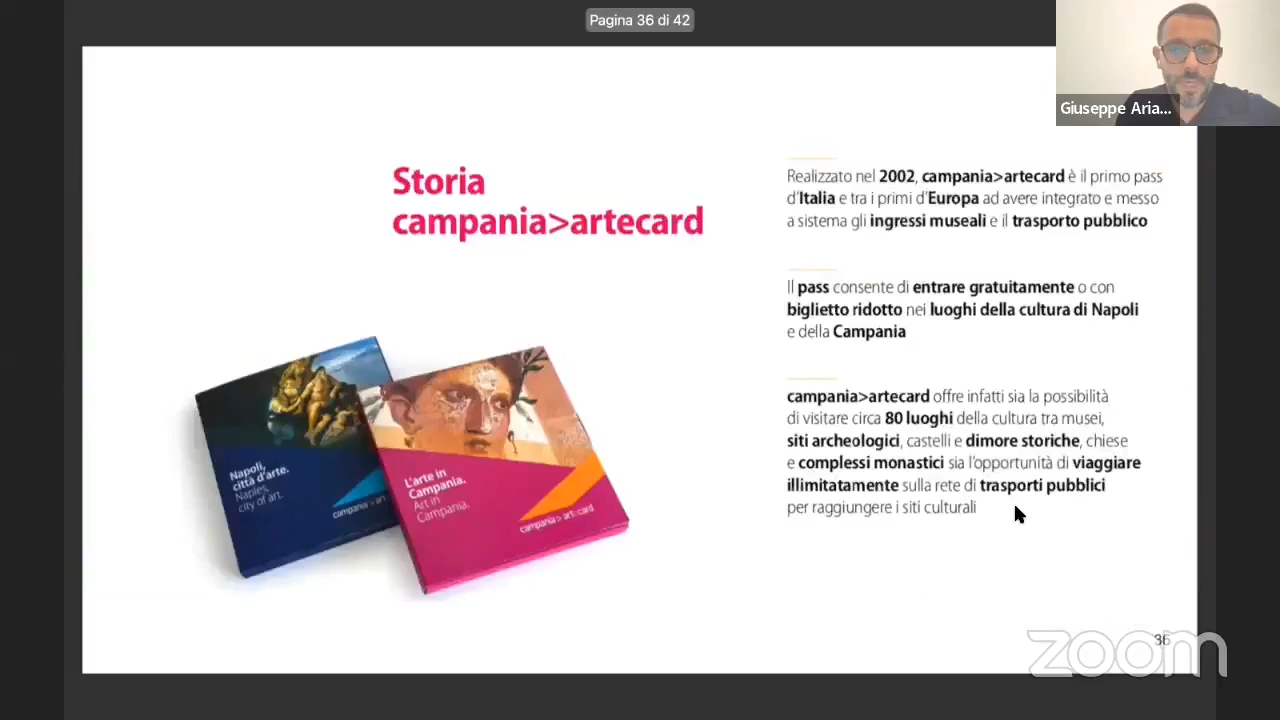 Pagina 36 di 42
Giuseppe Aria...
Storia
campania>artecard
Realizzato nel 2002, campania>artecard è il primo pass
d'Italia e tra i primi d'Europa ad avere integrato e messo
a sistema gli ingressi museali e il trasporto pubblico
Il pass consente di entrare gratuitamente o con
biglietto ridotto nei luoghi della cultura di Napoli
e della Campania
campania>artecard offre infatti sia la possibilità
di visitare circa 80 luoghi della cultura tra musei,
siti archeologici, castelli e dimore storiche, chiese
e complessi monastici sia l'opportunità di viaggiare
illimitatamente sulla rete di trasporti pubblici
per raggiungere i siti culturali
Napoli,
città d'arte.
Naples,
city of art.
campania > art
L'arte in
Campania.
Art in
Campania.
campania > artecard
36
zoom